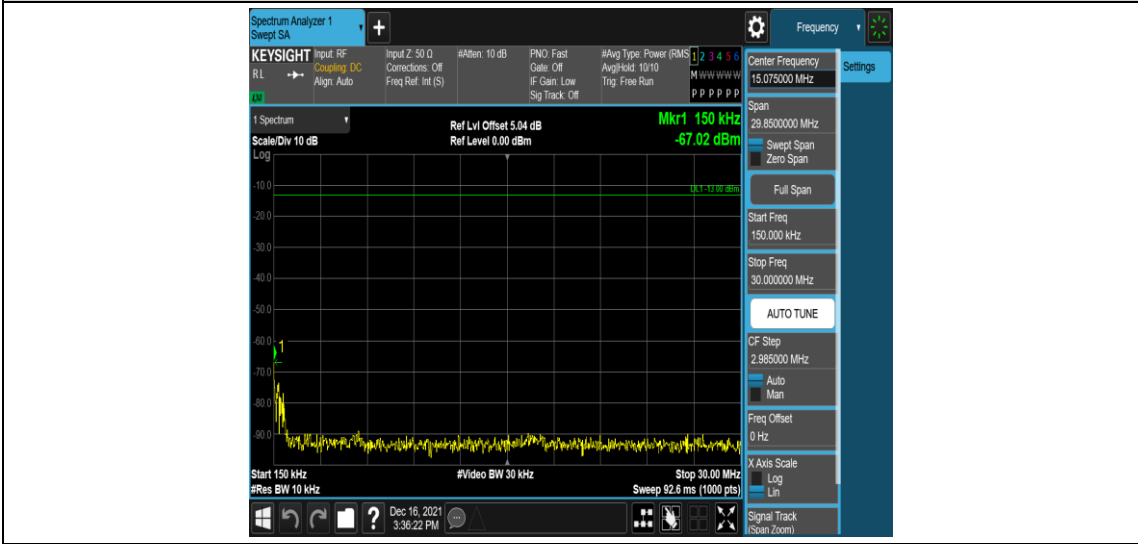 Spectrum Analyzer 1
Swept SA
+
Frequency
KEYSIGHT
RL
Input: RF
Coupling: DC
Align: Auto
Input Z: 50 Ω
Corrections: Off
Freq Ref: Int (S)
#Atten: 10 dB
PNO: Fast
Gate: Off
IF Gain: Low
Sig Track: Off
#Avg Type: Power (RMS
Avg|Hold: 10/10
Trig: Free Run
1 2 3 4 5 6
M W W W W W
P P P P P P
1 Spectrum
Scale/Div 10 dB
Log
Ref Lvl Offset 5.04 dB
Ref Level 0.00 dBm
Mkr1 150 kHz
-67.02 dBm
DL1 -13.00 dBm
-10.0
-20.0
-30.0
-40.0
-50.0
-60.0
1
-70.0
-80.0
-90.0
Start 150 kHz
#Res BW 10 kHz
#Video BW 30 kHz
Stop 30.00 MHz
Sweep 92.6 ms (1000 pts)
?
Dec 16, 2021
3:36:22 PM
Center Frequency
15.075000 MHz
Span
29.8500000 MHz
Swept Span
Zero Span
Full Span
Start Freq
150.000 kHz
Stop Freq
30.000000 MHz
AUTO TUNE
CF Step
2.985000 MHz
Auto
Man
Freq Offset
0 Hz
X Axis Scale
Log
Lin
Signal Track
(Span Zoom)
Settings